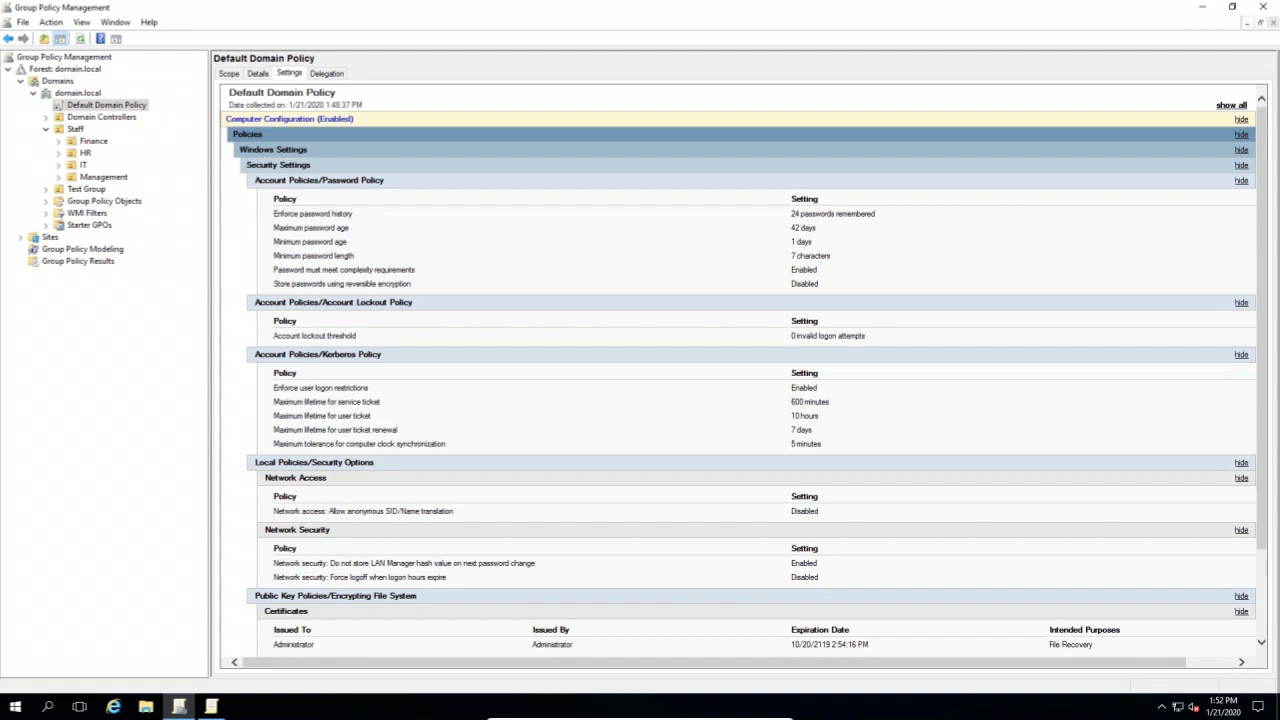 Group Policy Management
File Action View Window Help
Group Policy Management
Forest: domain.local
Domains
domain.local
Default Domain Policy
Domain Controllers
Staff
Finance
HR
IT
Management
Test Group
Group Policy Objects
WMI Filters
Starter GPOs
Sites
Group Policy Modeling
Group Policy Results
Default Domain Policy
Scope Details Settings Delegation
Default Domain Policy
Data collected on: 1/21/2020 1:48:37 PM show all
Computer Configuration (Enabled) hide
Policies hide
Windows Settings hide
Security Settings hide
Account Policies/Password Policy hide
Policy Setting
Enforce password history 24 passwords remembered
Maximum password age 42 days
Minimum password age 1 days
Minimum password length 7 characters
Password must meet complexity requirements Enabled
Store passwords using reversible encryption Disabled
Account Policies/Account Lockout Policy hide
Policy Setting
Account lockout threshold 0 invalid logon attempts
Account Policies/Kerberos Policy hide
Policy Setting
Enforce user logon restrictions Enabled
Maximum lifetime for service ticket 600 minutes
Maximum lifetime for user ticket 10 hours
Maximum lifetime for user ticket renewal 7 days
Maximum tolerance for computer clock synchronization 5 minutes
Local Policies/Security Options hide
Network Access hide
Policy Setting
Network access: Allow anonymous SID/Name translation Disabled
Network Security hide
Policy Setting
Network security: Do not store LAN Manager hash value on next password change Enabled
Network security: Force logoff when logon hours expire Disabled
Public Key Policies/Encrypting File System hide
Certificates hide
Issued To Issued By Expiration Date Intended Purposes
Administrator Administrator 10/20/2119 2:54:16 PM File Recovery
1:52 PM
1/21/2020